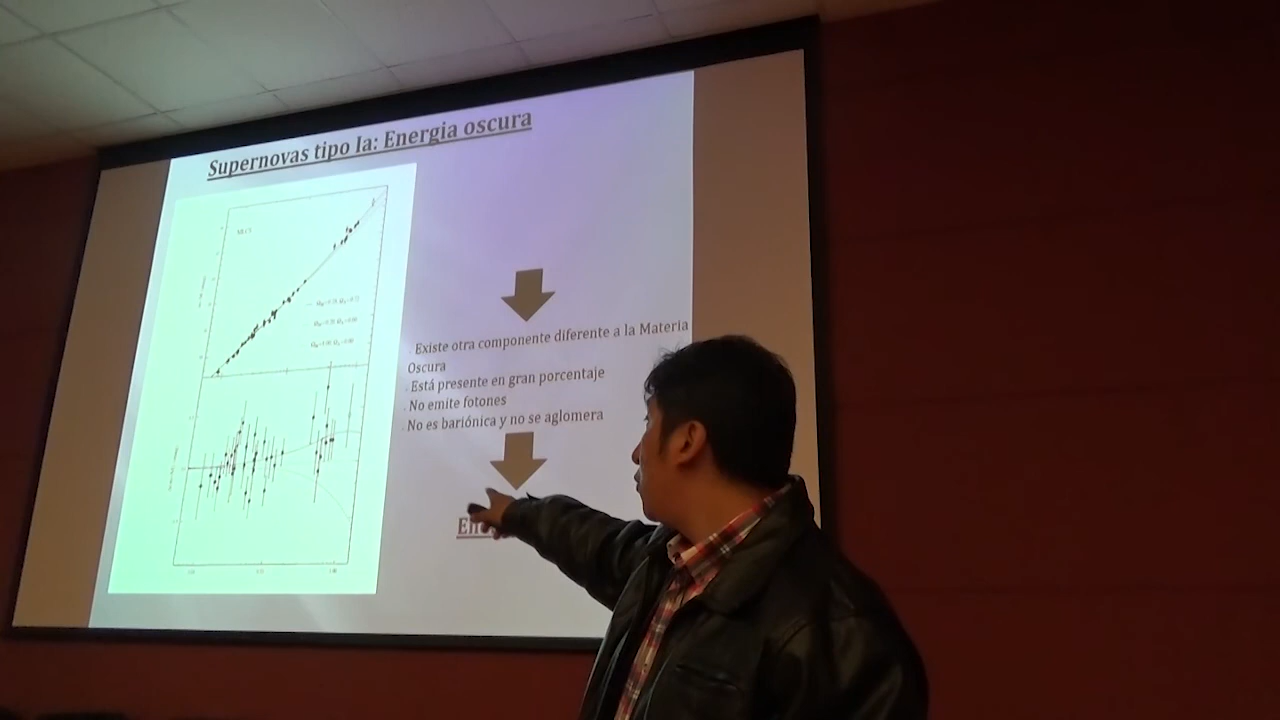 Supernovas tipo Ia: Energia oscura
MLCS
. Existe otra componente diferente a la Materia
Oscura
. Está presente en gran porcentaje
. No emite fotones
. No es bariónica y no se aglomera